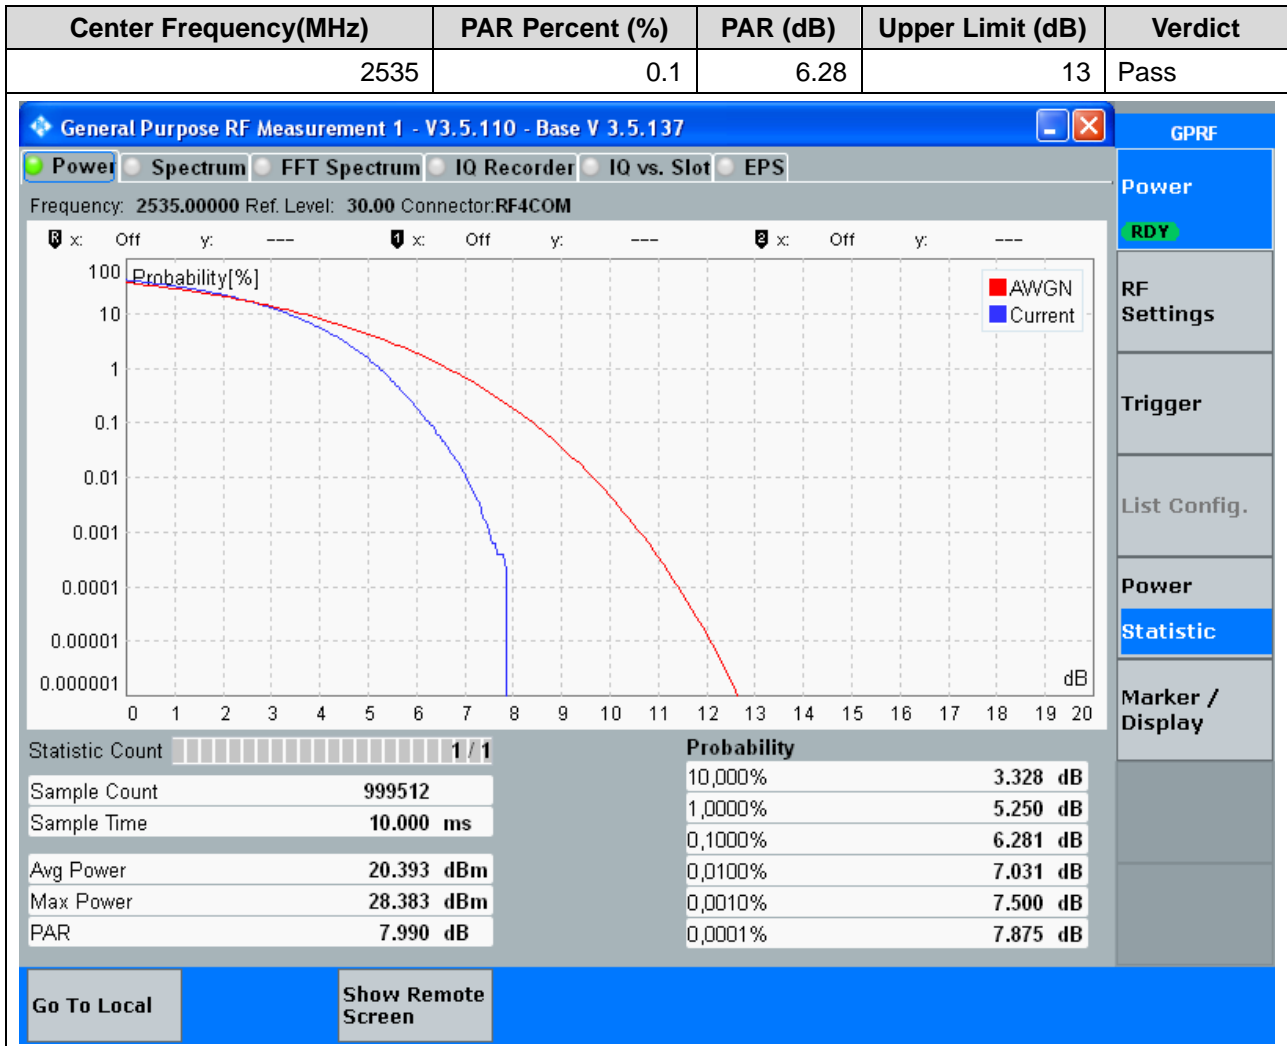 Center Frequency(MHz) PAR Percent (%) PAR (dB) Upper Limit (dB) Verdict
2535 0.1 6.28 13 Pass
General Purpose RF Measurement 1 - V3.5.110 - Base V 3.5.137
GPRF
Power Spectrum FFT Spectrum IQ Recorder IQ vs. Slot EPS
Frequency: 2535.00000 Ref. Level: 30.00 Connector:RF4COM
R x: Off y: --- 1 x: Off y: --- 2 x: Off y: ---
Probability[%]
100
10
1
0.1
0.01
0.001
0.0001
0.00001
0.000001
AWGN
Current
dB
0 1 2 3 4 5 6 7 8 9 10 11 12 13 14 15 16 17 18 19 20
Statistic Count 1 / 1
Sample Count 999512
Sample Time 10.000 ms
Avg Power 20.393 dBm
Max Power 28.383 dBm
PAR 7.990 dB
Probability
10,000% 3.328 dB
1,0000% 5.250 dB
0,1000% 6.281 dB
0,0100% 7.031 dB
0,0010% 7.500 dB
0,0001% 7.875 dB
Power
RDY
RF
Settings
Trigger
List Config.
Power
Statistic
Marker /
Display
Go To Local
Show Remote
Screen